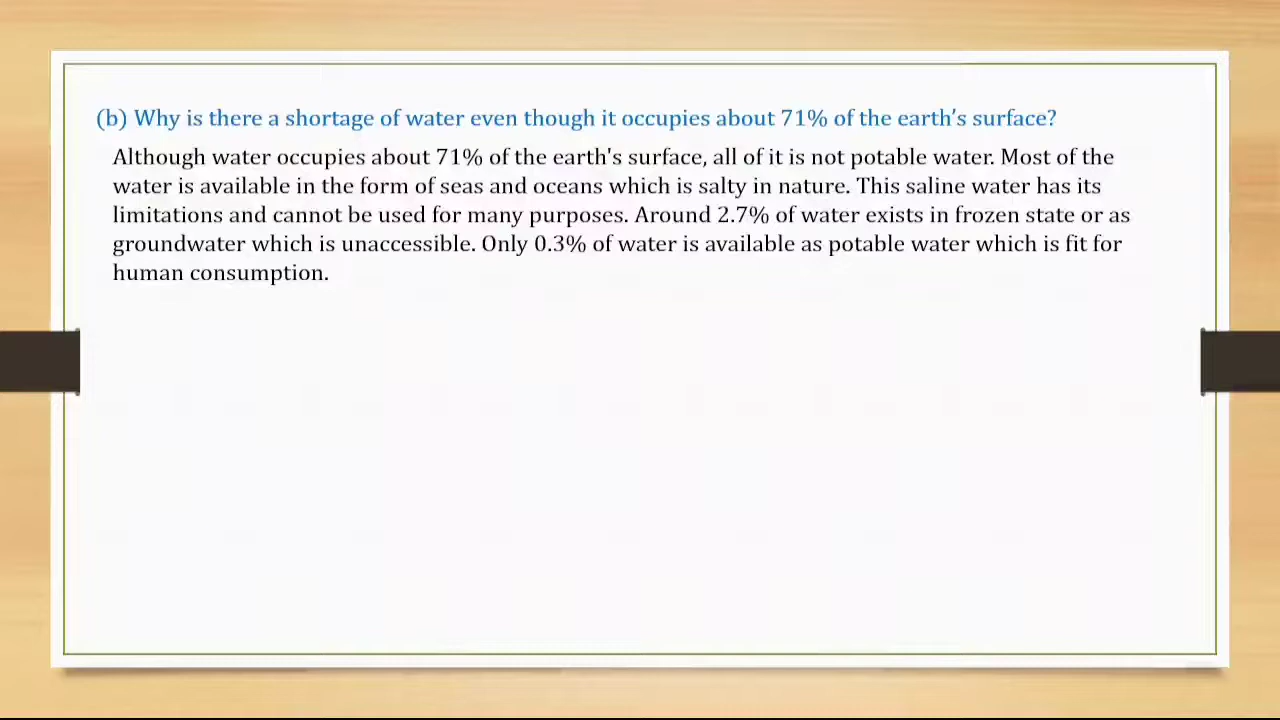 (b) Why is there a shortage of water even though it occupies about 71% of the earth’s surface?
Although water occupies about 71% of the earth's surface, all of it is not potable water. Most of the
water is available in the form of seas and oceans which is salty in nature. This saline water has its
limitations and cannot be used for many purposes. Around 2.7% of water exists in frozen state or as
groundwater which is unaccessible. Only 0.3% of water is available as potable water which is fit for
human consumption.